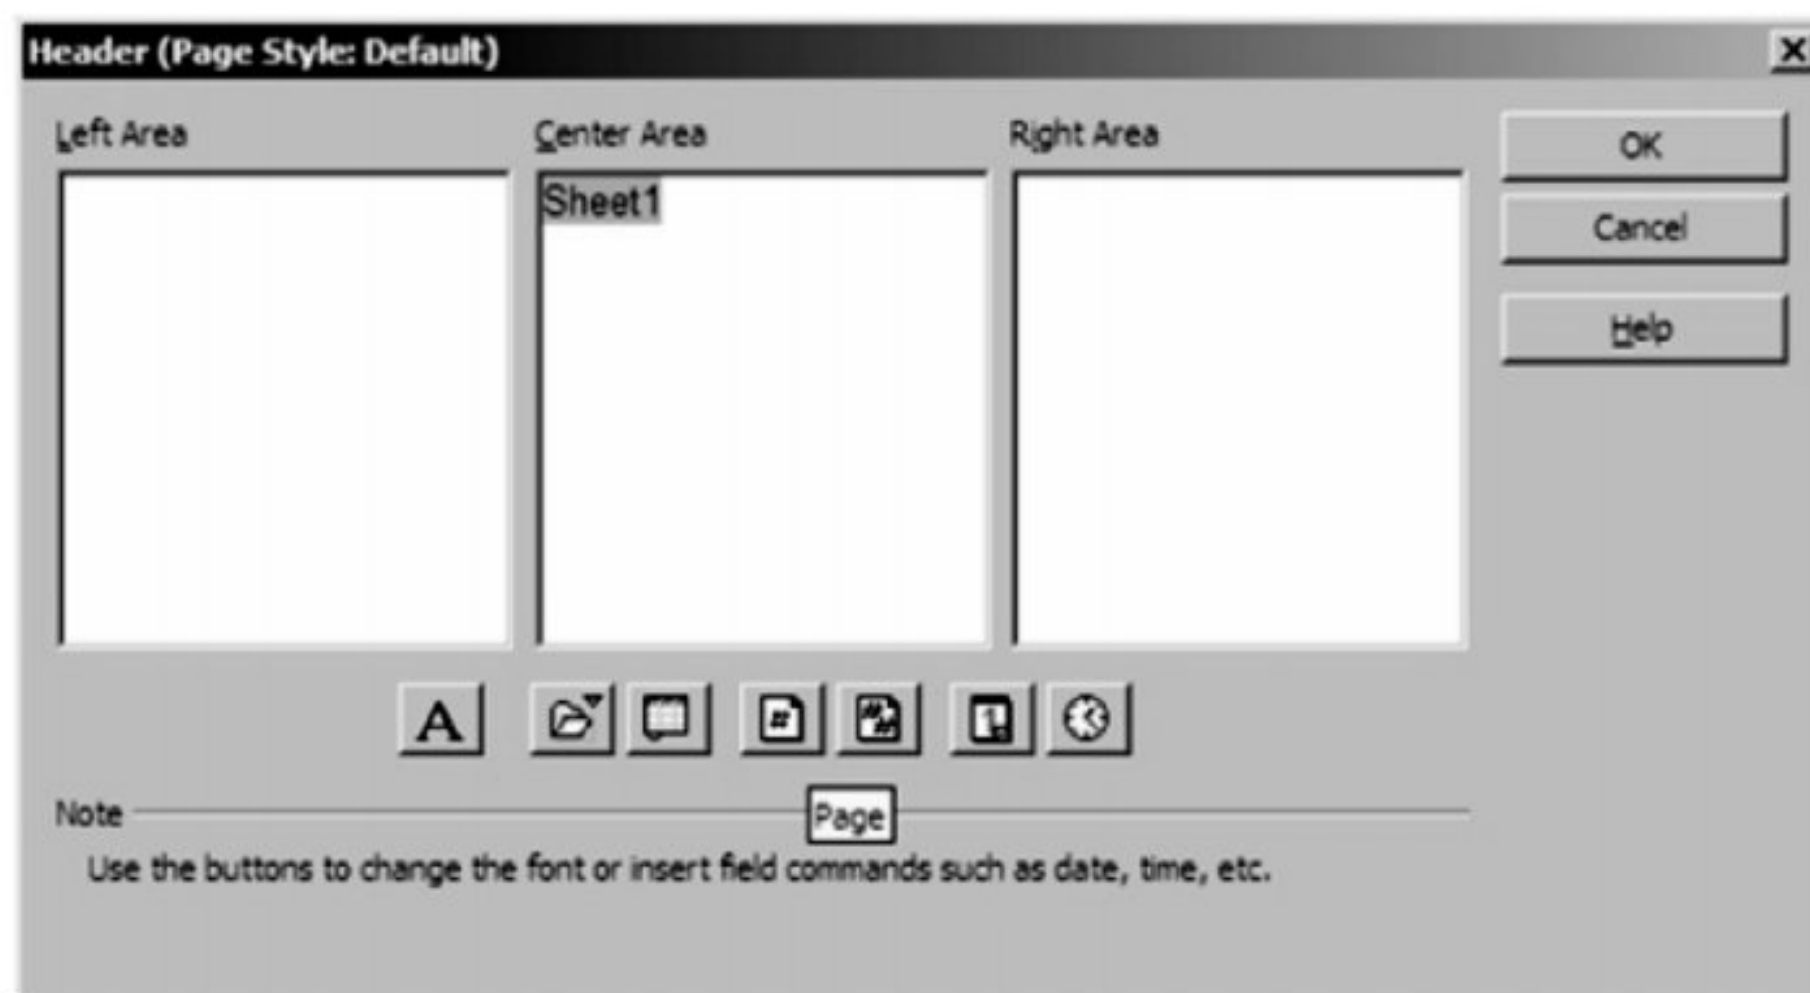 Header (Page Style: Default)
Left Area
Center Area
Right Area
Sheet1
OK
Cancel
Help
A
Note
Page
Use the buttons to change the font or insert field commands such as date, time, etc.